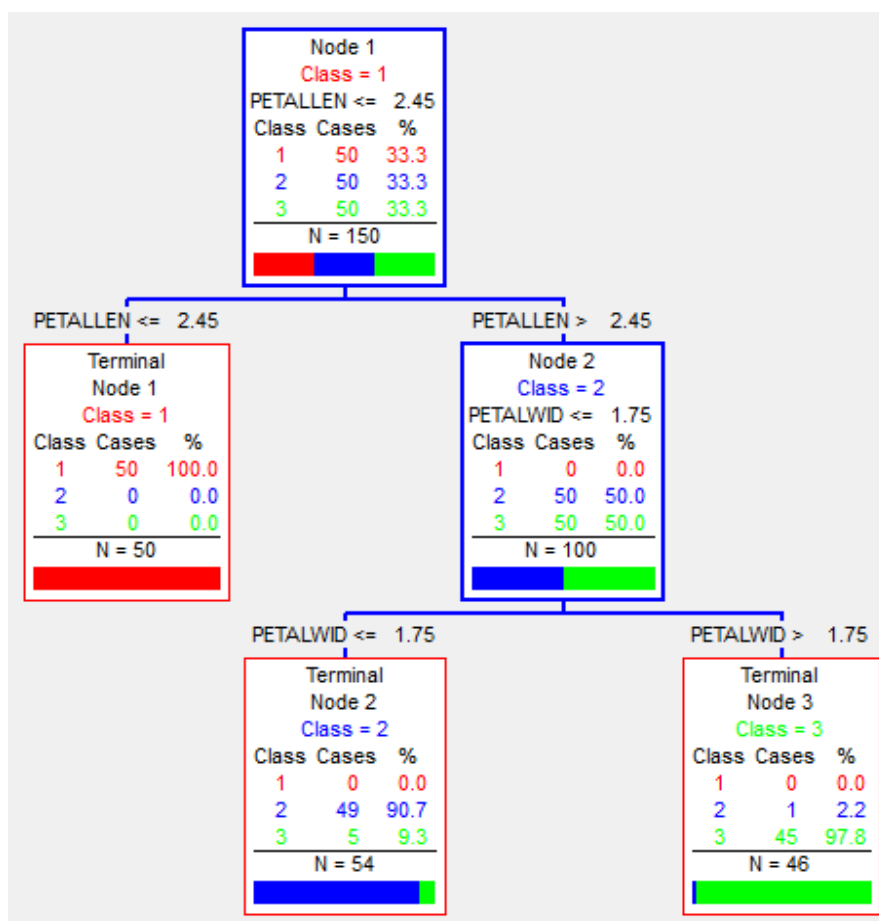 Node 1
Class = 1
PETALLEN <= 2.45
Class Cases %
1 50 33.3
2 50 33.3
3 50 33.3
N = 150
PETALLEN <= 2.45
Terminal
Node 1
Class = 1
Class Cases %
1 50 100.0
2 0 0.0
3 0 0.0
N = 50
PETALLEN > 2.45
Node 2
Class = 2
PETALWID <= 1.75
Class Cases %
1 0 0.0
2 50 50.0
3 50 50.0
N = 100
PETALWID <= 1.75
Terminal
Node 2
Class = 2
Class Cases %
1 0 0.0
2 49 90.7
3 5 9.3
N = 54
PETALWID > 1.75
Terminal
Node 3
Class = 3
Class Cases %
1 0 0.0
2 1 2.2
3 45 97.8
N = 46